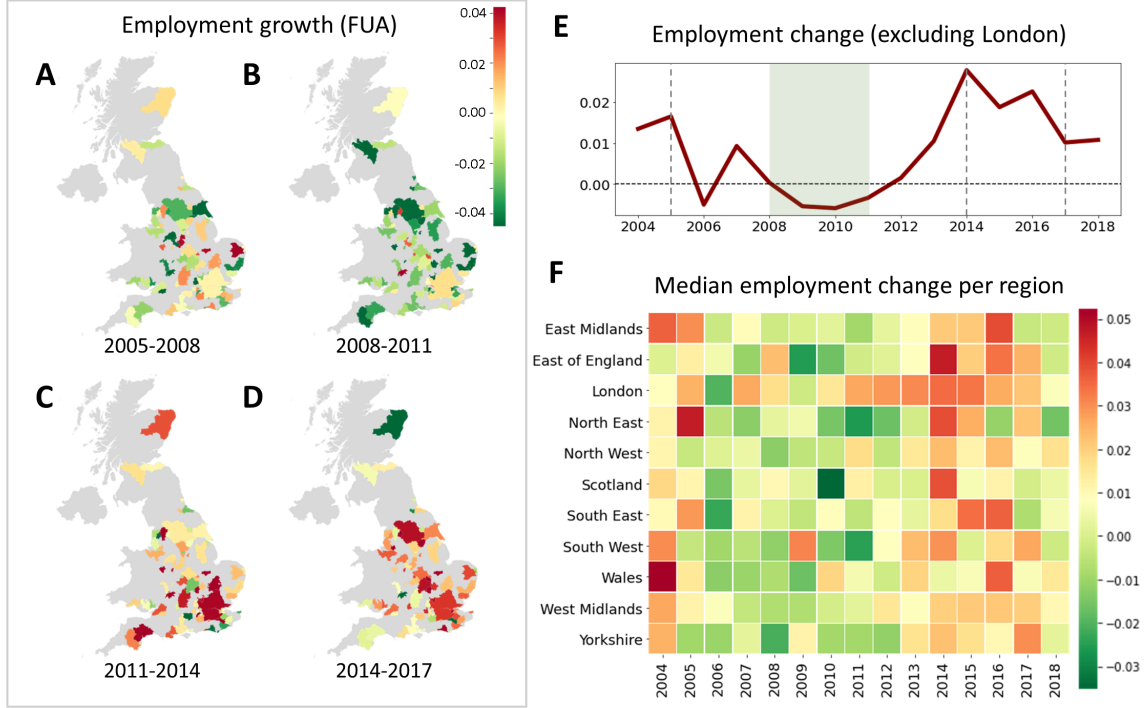 Employment growth (FUA)
0.04
0.02
0.00
-0.02
-0.04
A
B
2005-2008
2008-2011
C
D
2011-2014
2014-2017
E
Employment change (excluding London)
0.02
0.01
0.00
2004 2006 2008 2010 2012 2014 2016 2018
F
Median employment change per region
East Midlands
East of England
London
North East
North West
Scotland
South East
South West
Wales
West Midlands
Yorkshire
2004 2005 2006 2007 2008 2009 2010 2011 2012 2013 2014 2015 2016 2017 2018
0.05
0.04
0.03
0.02
0.01
0.00
−0.01
−0.02
−0.03